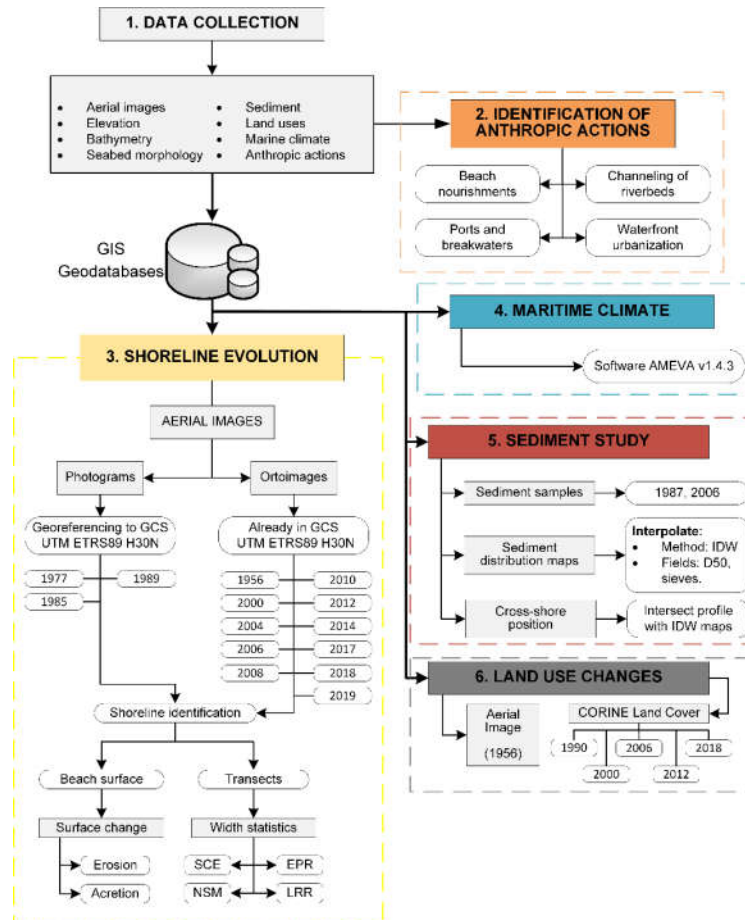 1. DATA COLLECTION
• Aerial images
• Elevation
• Bathymetry
• Seabed morphology
• Sediment
• Land uses
• Marine climate
• Anthropic actions
2. IDENTIFICATION OF
ANTHROPIC ACTIONS
Beach
nourishments
Channeling of
riverbeds
Ports and
breakwaters
Waterfront
urbanization
GIS
Geodatabases
3. SHORELINE EVOLUTION
AERIAL IMAGES
Photograms
Ortoimages
Georeferencing to GCS
UTM ETRS89 H30N
Already in GCS
UTM ETRS89 H30N
1977
1989
1985
1956
2010
2000
2012
2004
2014
2006
2017
2008
2018
2019
Shoreline identification
Beach surface
Transects
Surface change
Width statistics
Erosion
Acretion
SCE
EPR
NSM
LRR
4. MARITIME CLIMATE
Software AMEVA v1.4.3
5. SEDIMENT STUDY
Sediment samples
1987, 2006
Sediment
distribution maps
Interpolate:
• Method: IDW
• Fields: D50,
sieves.
Cross-shore
position
Intersect profile
with IDW maps
6. LAND USE CHANGES
Aerial
Image
(1956)
CORINE Land Cover
1990
2006
2018
2000
2012